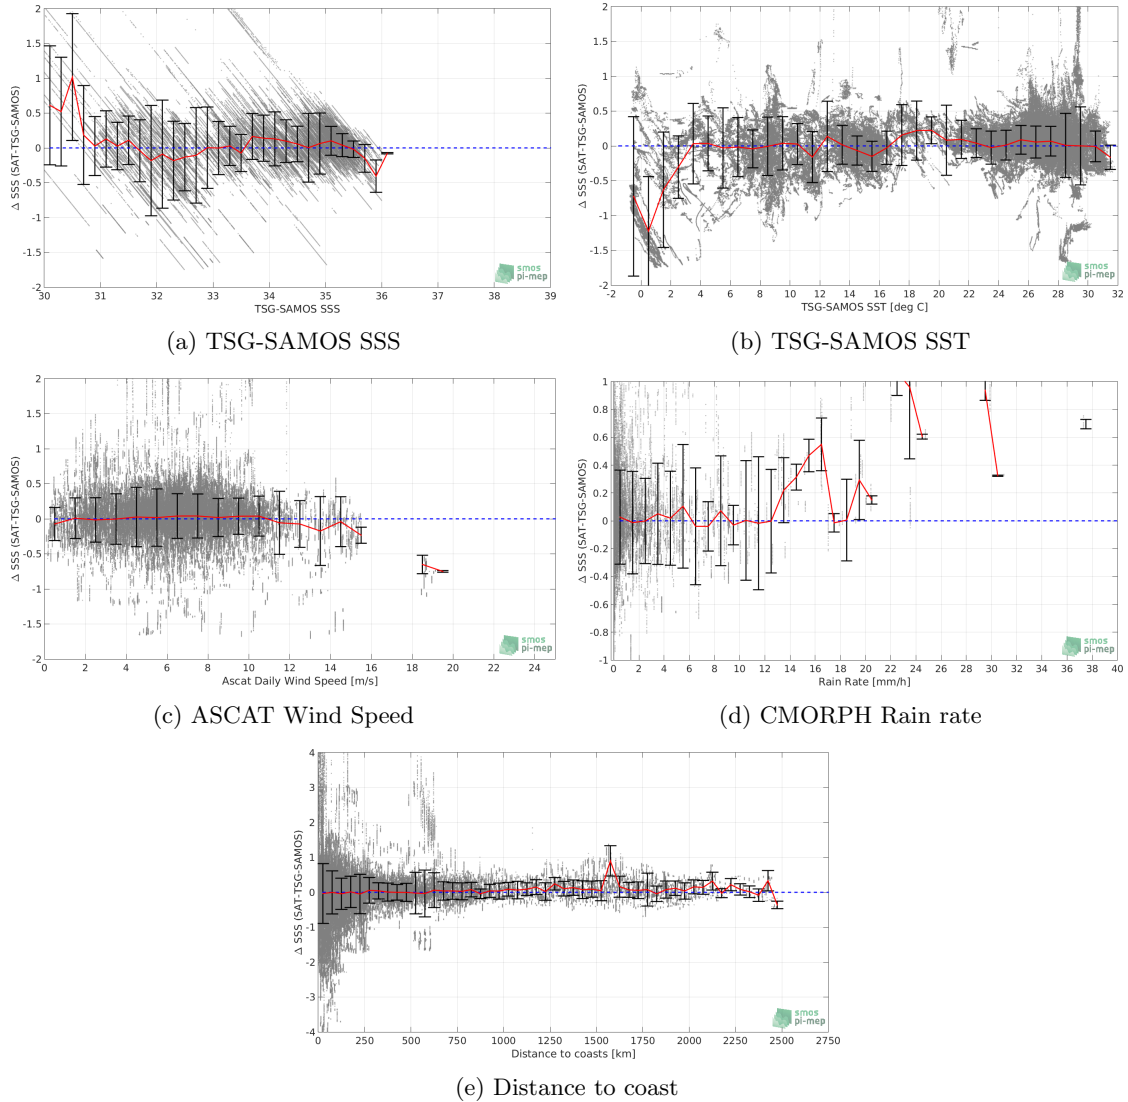 2
1.5
1
0.5
0
-0.5
-1
-1.5
-2
Δ SSS (SAT-TSG-SAMOS)
30 31 32 33 34 35 36 37 38 39
TSG-SAMOS SSS
smos
pi-mep
(a) TSG-SAMOS SSS
2
1.5
1
0.5
0
-0.5
-1
-1.5
-2
Δ SSS (SAT-TSG-SAMOS)
-2 0 2 4 6 8 10 12 14 16 18 20 22 24 26 28 30 32
TSG-SAMOS SST [deg C]
smos
pi-mep
(b) TSG-SAMOS SST
2
1.5
1
0.5
0
-0.5
-1
-1.5
-2
Δ SSS (SAT-TSG-SAMOS)
0 2 4 6 8 10 12 14 16 18 20 22 24
Ascat Daily Wind Speed [m/s]
smos
pi-mep
(c) ASCAT Wind Speed
1
0.8
0.6
0.4
0.2
0
-0.2
-0.4
-0.6
-0.8
-1
Δ SSS (SAT-TSG-SAMOS)
0 2 4 6 8 10 12 14 16 18 20 22 24 26 28 30 32 34 36 38 40
Rain Rate [mm/h]
smos
pi-mep
(d) CMORPH Rain rate
4
3
2
1
0
-1
-2
-3
-4
Δ SSS (SAT-TSG-SAMOS)
0 250 500 750 1000 1250 1500 1750 2000 2250 2500 2750
Distance to coasts [km]
smos
pi-mep
(e) Distance to coast